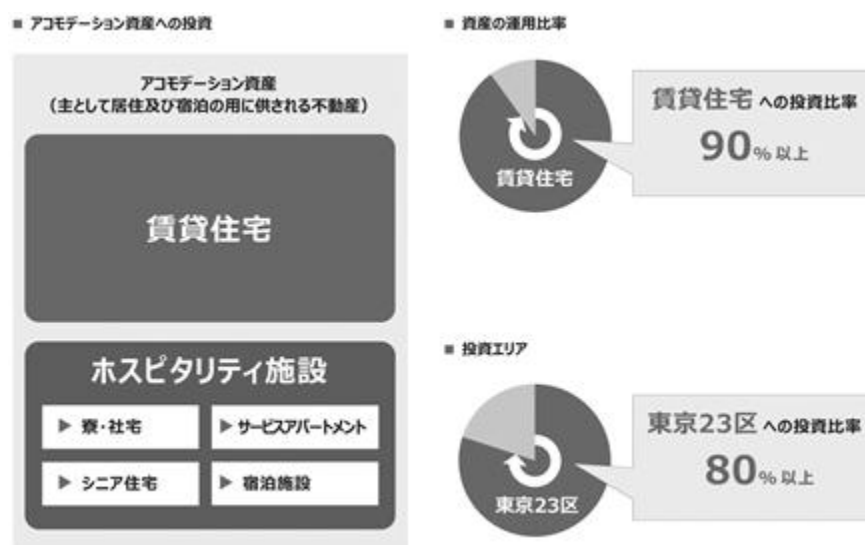 ■ アコモデーション資産への投資
アコモデーション資産
（主として居住及び宿泊の用に供される不動産）
賃貸住宅
ホスピタリティ施設
▶ 寮・社宅
▶ サービスアパートメント
▶ シニア住宅
▶ 宿泊施設
■ 資産の運用比率
賃貸住宅
賃貸住宅 への投資比率
90% 以上
■ 投資エリア
東京23区
東京23区 への投資比率
80% 以上